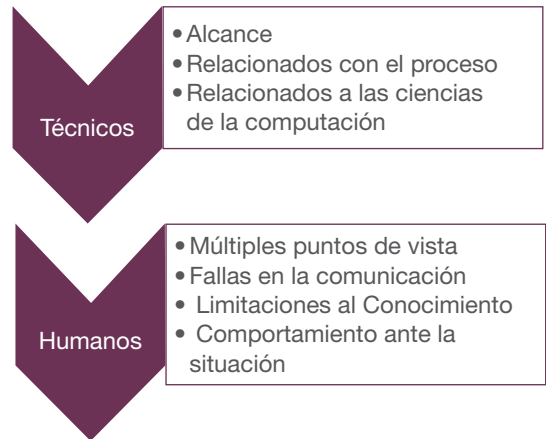 Técnicos
• Alcance
• Relacionados con el proceso
• Relacionados a las ciencias
de la computación
Humanos
• Múltiples puntos de vista
• Fallas en la comunicación
• Limitaciones al Conocimiento
• Comportamiento ante la
situación